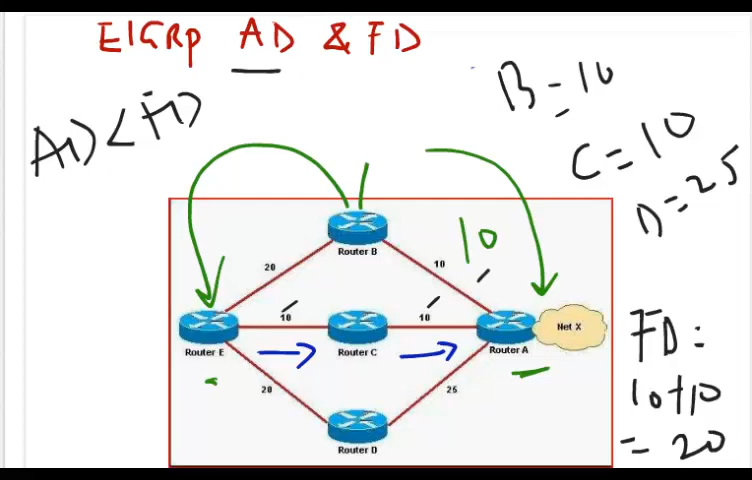 EIGRP AD & FD
B = 10
AD < FD
C = 10
D = 25
Router B
10
20
10
10
10
Net X
Router E
Router C
Router A
FD:
20
25
10+10
Router D
= 20